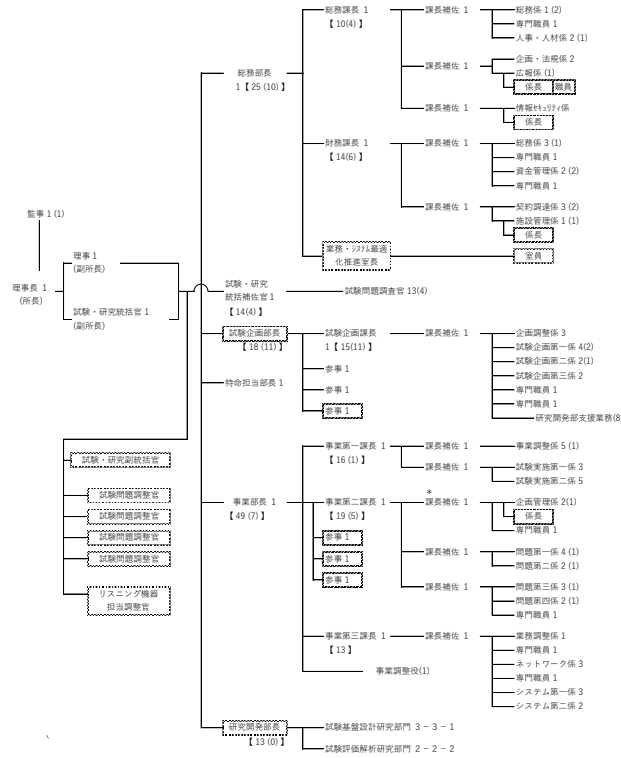 監事 1 (1)
理事長 1
(所長)
理事 1
(副所長)
試験・研究統括官 1
(副所長)
試験・研究副統括官
試験問題調整官
試験問題調整官
試験問題調整官
試験問題調整官
リスニング機器
担当調整官
総務部長
1【 25 (10) 】
総務課長 1
【 10(4) 】
課長補佐 1
総務係 1 (2)
専門職員 1
人事・人材係 2 (1)
課長補佐 1
企画・法規係 2
広報係 (1)
係長 職員
課長補佐 1
情報セキュリティ係
係長
財務課長 1
【 14(6) 】
課長補佐 1
総務係 3 (1)
専門職員 1
資金管理係 2 (2)
専門職員 1
課長補佐 1
契約調達係 3 (2)
施設管理係 1 (1)
係長
業務・システム最適
化推進室長
室員
試験・研究
統括補佐官 1
【 14(4) 】
試験問題調査官 13(4)
試験企画部長
【 18 (11) 】
試験企画課長
1【 15(11) 】
課長補佐 1
企画調整係 3
試験企画第一係 4(2)
試験企画第二係 2(1)
試験企画第三係 2
専門職員 1
専門職員 1
研究開発部支援業務(8
参事 1
参事 1
参事 1
特命担当部長 1
事業部長 1
【 49 (7) 】
事業第一課長 1
【 16 (1) 】
課長補佐 1
事業調整係 5 (1)
課長補佐 1
試験実施第一係 3
試験実施第二係 5
事業第二課長 1
【 19 (5) 】
*
課長補佐 1
企画管理係 2(1)
係長
専門職員 1
参事 1
参事 1
参事 1
課長補佐 1
問題第一係 4 (1)
問題第二係 2 (1)
課長補佐 1
問題第三係 3 (1)
問題第四係 2 (1)
専門職員 1
事業第三課長 1
【 13 】
課長補佐 1
業務調整係 1
専門職員 1
ネットワーク係 3
専門職員 1
システム第一係 3
システム第二係 2
事業調整役(1)
研究開発部長
【 13 (0) 】
試験基盤設計研究部門 3 − 3 − 1
試験評価解析研究部門 2 − 2 − 2